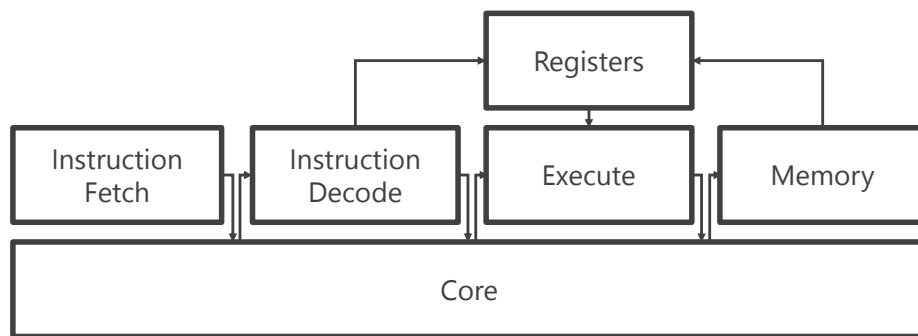 Registers
Instruction
Fetch
Instruction
Decode
Execute
Memory
Core